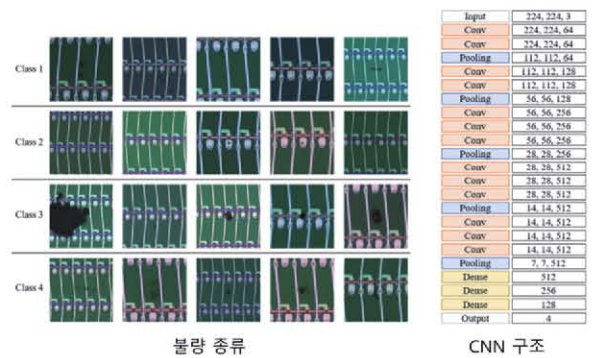 Class 1
Class 2
Class 3
Class 4
불량 종류
Input 224, 224, 3
Conv 224, 224, 64
Conv 224, 224, 64
Pooling 112, 112, 64
Conv 112, 112, 128
Conv 112, 112, 128
Pooling 56, 56, 128
Conv 56, 56, 256
Conv 56, 56, 256
Conv 56, 56, 256
Pooling 28, 28, 256
Conv 28, 28, 512
Conv 28, 28, 512
Conv 28, 28, 512
Pooling 14, 14, 512
Conv 14, 14, 512
Conv 14, 14, 512
Conv 14, 14, 512
Pooling 7, 7, 512
Dense 512
Dense 256
Dense 128
Output 4
CNN 구조